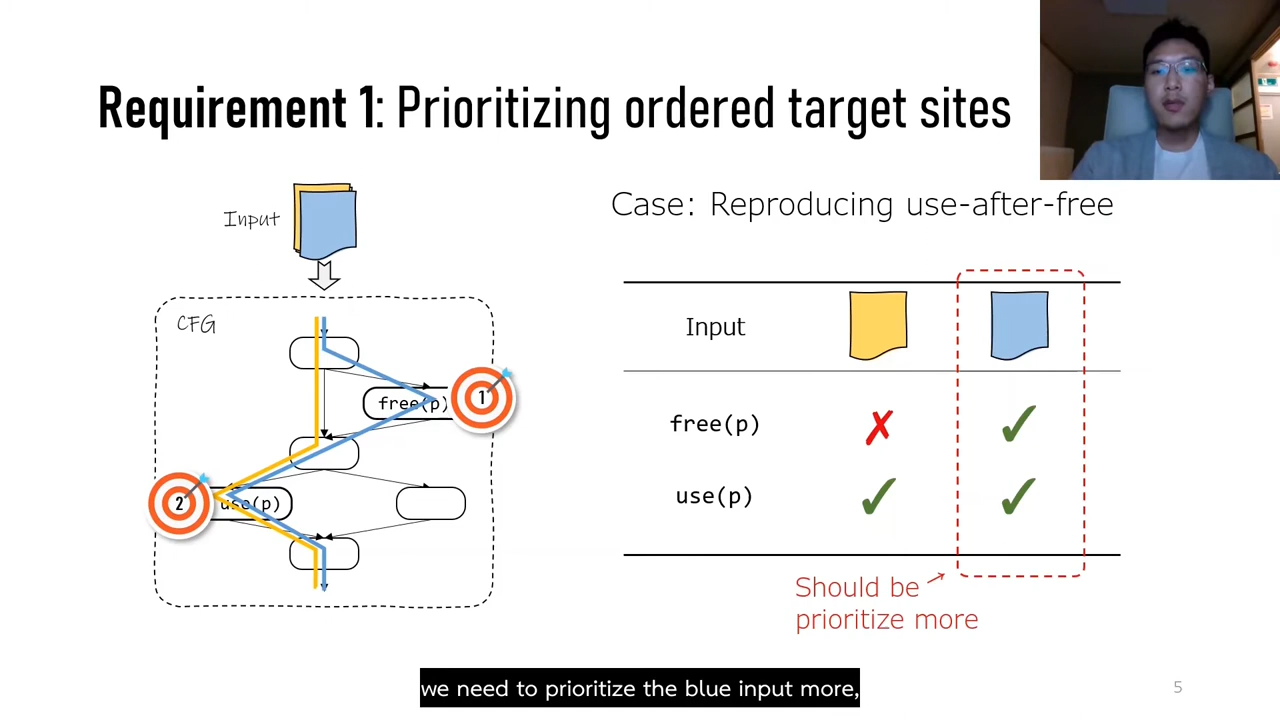 Requirement 1: Prioritizing ordered target sites
Input
CFG
free(p)
1
2
use(p)
Case: Reproducing use-after-free
Input
free(p) ✗ ✓
use(p) ✓ ✓
Should be
prioritize more
we need to prioritize the blue input more,
5